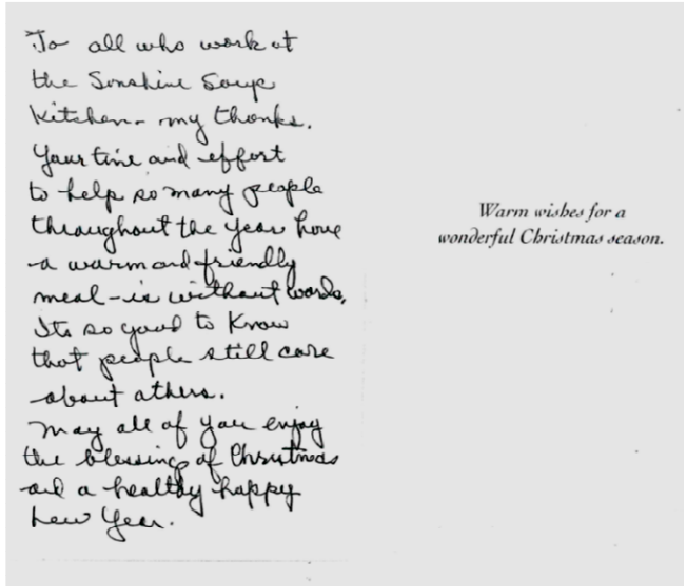 To all who work at
the Sonshine Soup
Kitchen - my thanks.
Your time and effort
to help so many people
throughout the year have
a warm and friendly
meal - is without words.
Its so good to know
that people still care
about others.
May all of you enjoy
the blessing of Christmas
and a healthy happy
New Year.
Warm wishes for a
wonderful Christmas season.